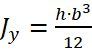 J_y = \frac{h \cdot b^3}{12}